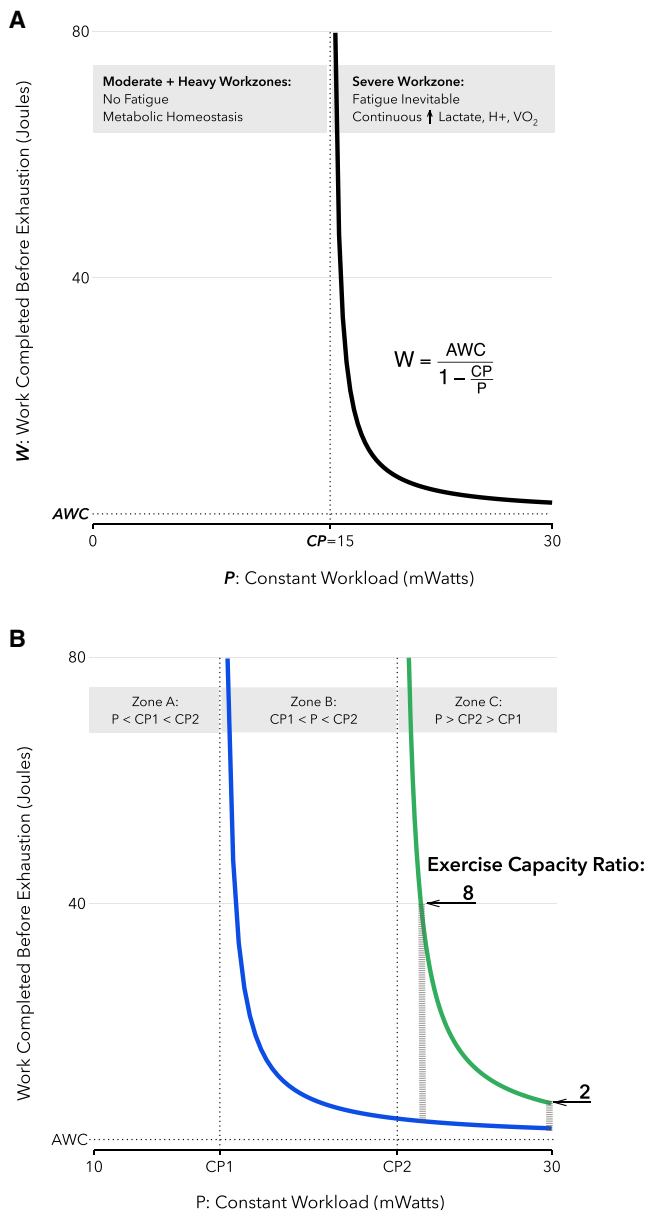 A
W: Work Completed Before Exhaustion (Joules)
80
Moderate + Heavy Workzones:
No Fatigue
Metabolic Homeostasis
Severe Workzone:
Fatigue Inevitable
Continuous ↑ Lactate, H+, VO₂
40
W = AWC / (1 − CP/P)
AWC
0
CP=15
30
P: Constant Workload (mWatts)
B
Work Completed Before Exhaustion (Joules)
80
Zone A:
P < CP1 < CP2
Zone B:
CP1 < P < CP2
Zone C:
P > CP2 > CP1
Exercise Capacity Ratio:
8
40
2
AWC
10
CP1
CP2
30
P: Constant Workload (mWatts)